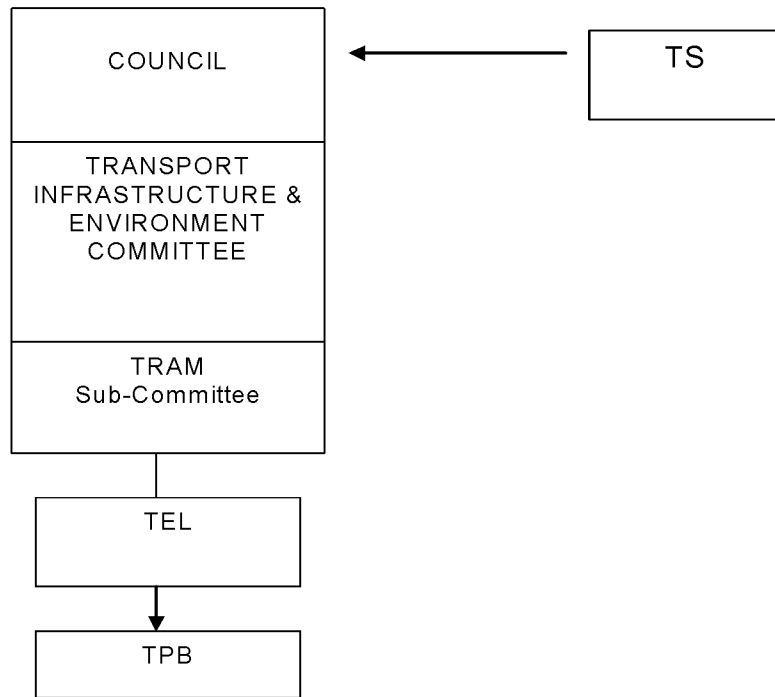 COUNCIL
TS
TRANSPORT
INFRASTRUCTURE &
ENVIRONMENT
COMMITTEE
TRAM
Sub-Committee
TEL
TPB